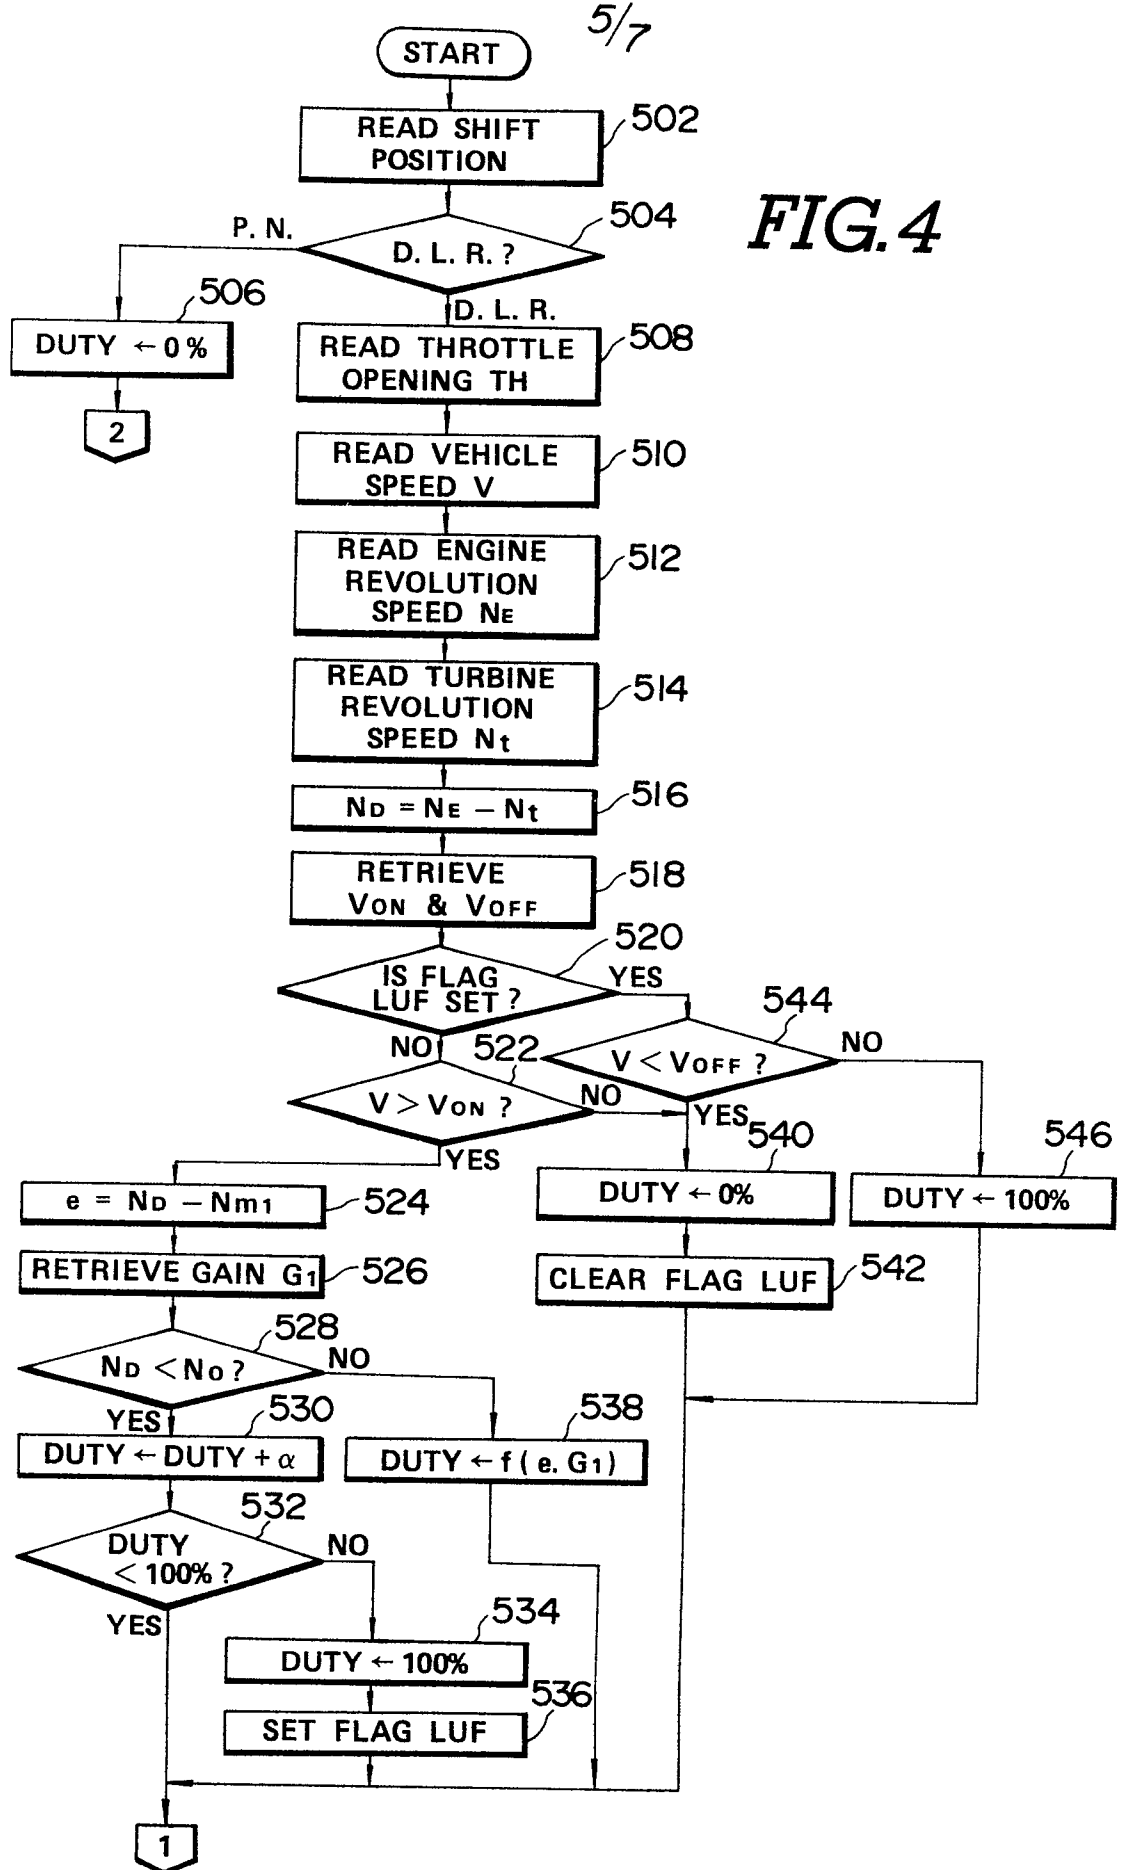 5/7
START
502
READ SHIFT
POSITION
FIG. 4
504
P. N.
D. L. R. ?
506
D. L. R.
DUTY ← 0%
508
READ THROTTLE
OPENING TH
2
510
READ VEHICLE
SPEED V
512
READ ENGINE
REVOLUTION
SPEED NE
514
READ TURBINE
REVOLUTION
SPEED Nt
516
ND = NE − Nt
518
RETRIEVE
VON & VOFF
520
IS FLAG
LUF SET ?
YES
544
NO
522
V < VOFF ?
NO
V > VON ?
NO
YES
540
546
YES
524
e = ND − Nm1
DUTY ← 0%
DUTY ← 100%
526
RETRIEVE GAIN G1
542
CLEAR FLAG LUF
528
ND < NO ?
NO
530
YES
538
DUTY ← DUTY + α
DUTY ← f ( e. G1 )
532
DUTY
< 100% ?
NO
YES
534
DUTY ← 100%
536
SET FLAG LUF
1